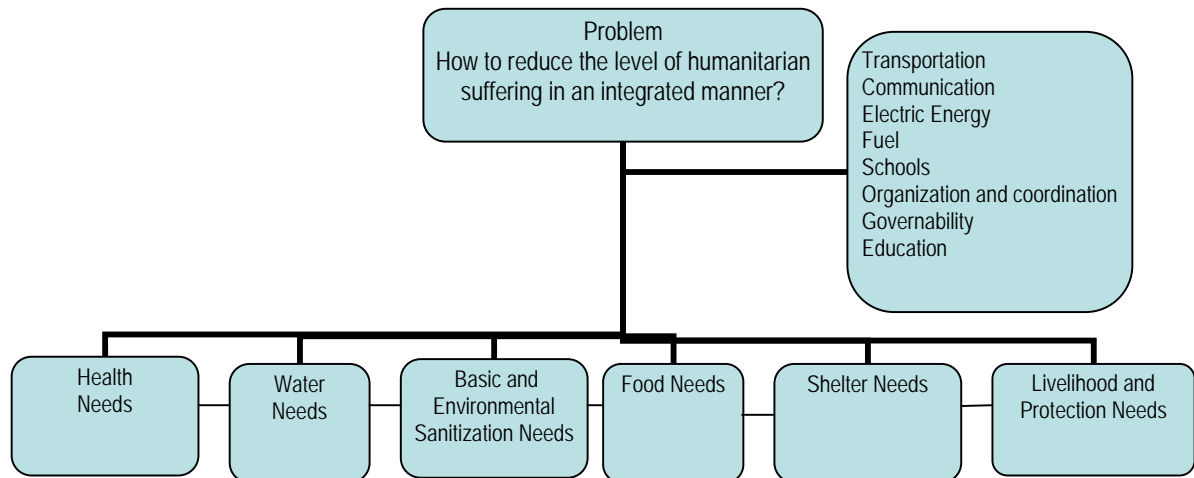 Problem
How to reduce the level of humanitarian
suffering in an integrated manner?
Transportation
Communication
Electric Energy
Fuel
Schools
Organization and coordination
Governability
Education
Health
Needs
Water
Needs
Basic and
Environmental
Sanitization Needs
Food Needs
Shelter Needs
Livelihood and
Protection Needs